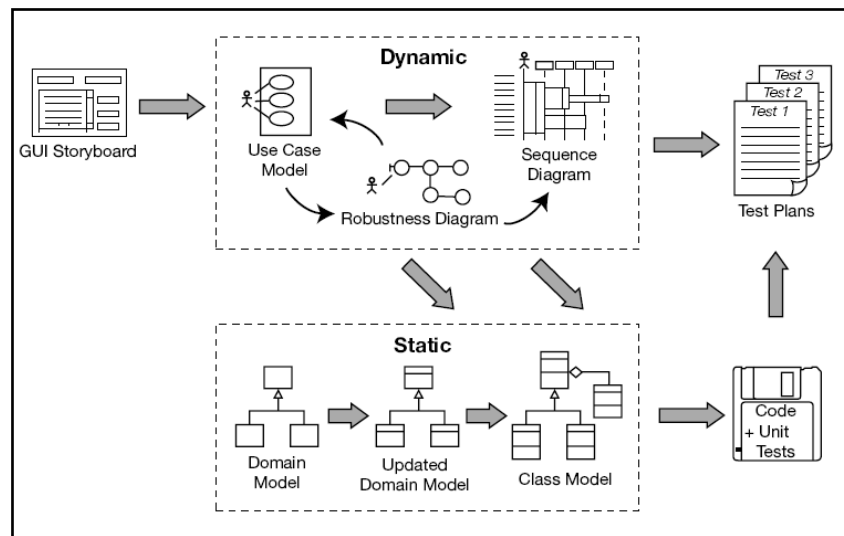 Dynamic
GUI Storyboard
Use Case
Model
Robustness Diagram
Sequence
Diagram
Test 3
Test 2
Test 1
Test Plans
Static
Domain
Model
Updated
Domain Model
Class Model
Code
+ Unit
Tests